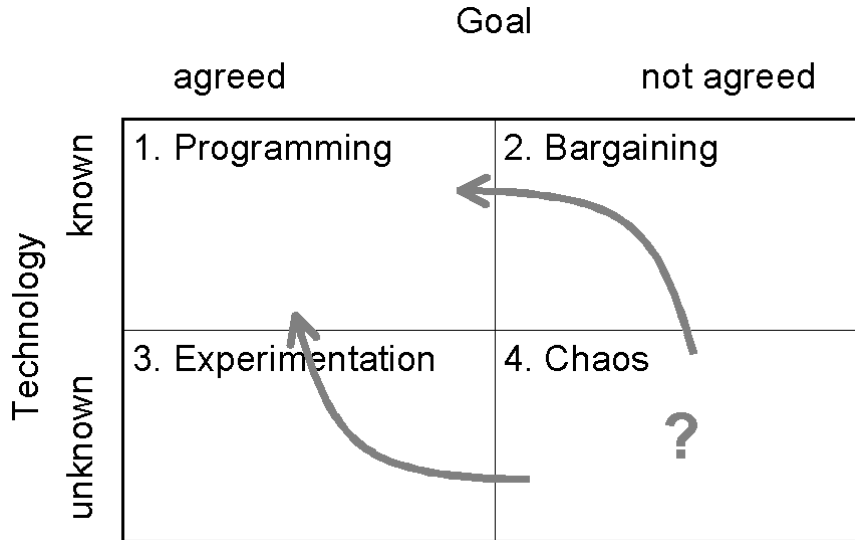 Goal
agreed
not agreed
Technology
known
1. Programming
2. Bargaining
unknown
3. Experimentation
4. Chaos
?